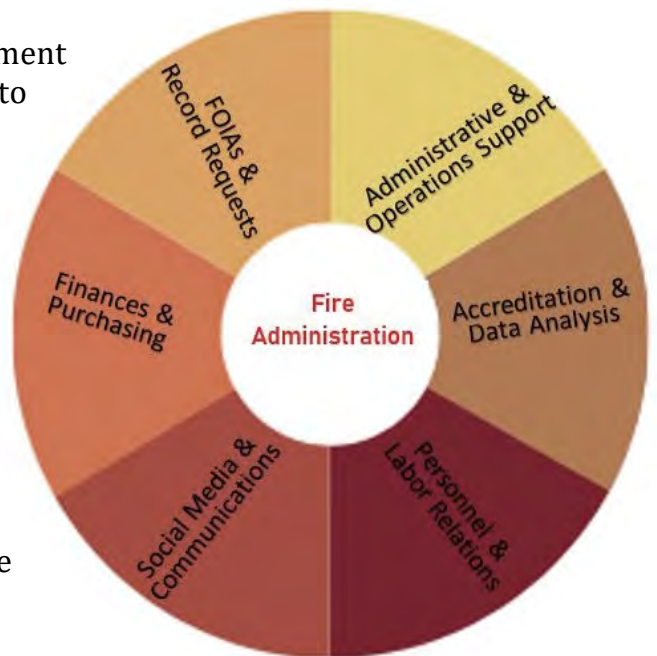 ment
to
FOIAs &
Record Requests
Administrative &
Operations Support
Finances &
Purchasing
Fire
Administration
Accreditation &
Data Analysis
Social Media &
Communications
Personnel &
Labor Relations
e